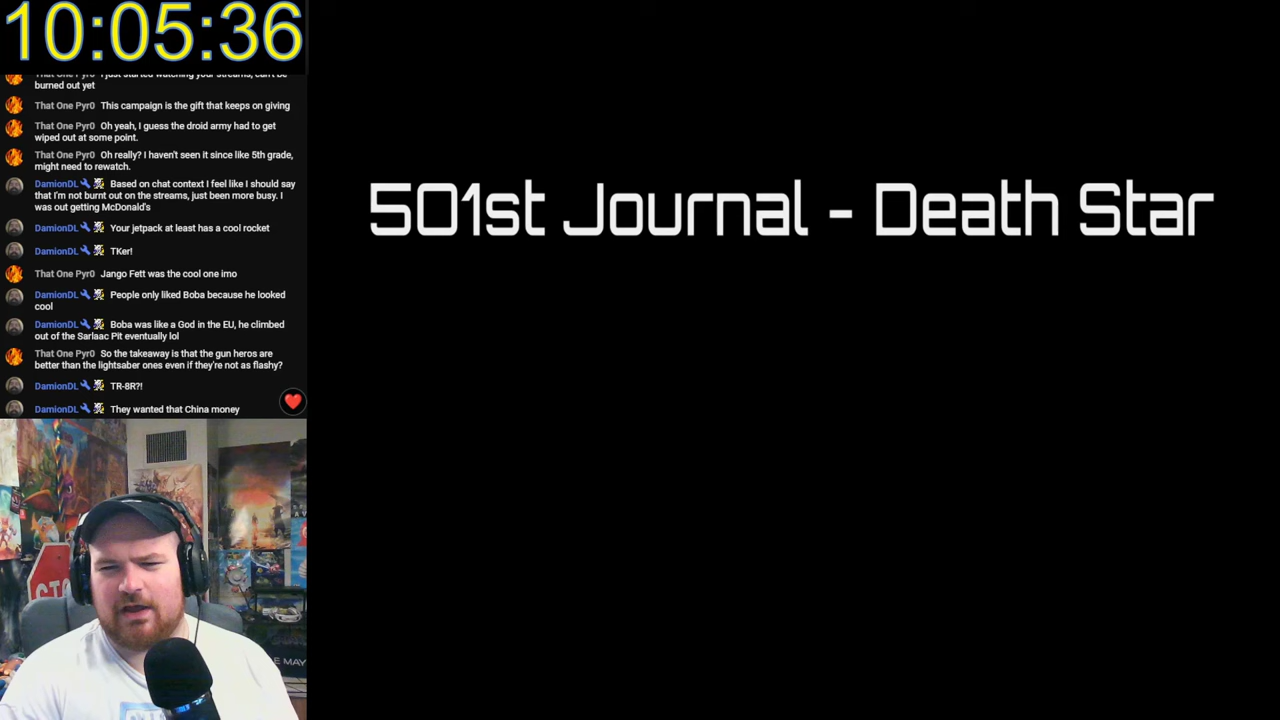 10:05:36
That One Pyr0 I just started watching your streams, can't be
burned out yet
That One Pyr0 This campaign is the gift that keeps on giving
That One Pyr0 Oh yeah, I guess the droid army had to get
wiped out at some point.
That One Pyr0 Oh really? I haven't seen it since like 5th grade,
might need to rewatch.
DamionDL Based on chat context I feel like I should say
that I'm not burnt out on the streams, just been more busy. I
was out getting McDonald's
DamionDL Your jetpack at least has a cool rocket
DamionDL TKer!
That One Pyr0 Jango Fett was the cool one imo
DamionDL People only liked Boba because he looked
cool
DamionDL Boba was like a God in the EU, he climbed
out of the Sarlaac Pit eventually lol
That One Pyr0 So the takeaway is that the gun heros are
better than the lightsaber ones even if they're not as flashy?
DamionDL TR-8R?!
DamionDL They wanted that China money
501st Journal - Death Star
STO
E MAY